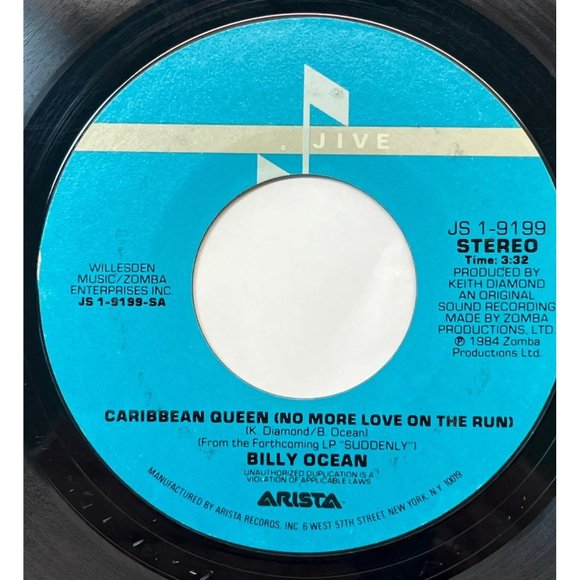 JIVE
JS 1-9199
STEREO
Time: 3:32
PRODUCED BY
KEITH DIAMOND
AN ORIGINAL
SOUND RECORDING
MADE BY ZOMBA
PRODUCTIONS, LTD.
℗ 1984 Zomba
Productions Ltd.
WILLESDEN
MUSIC/ZOMBA
ENTERPRISES INC.
JS 1-9199-SA
CARIBBEAN QUEEN (NO MORE LOVE ON THE RUN)
(K. Diamond/B. Ocean)
(From the Forthcoming LP "SUDDENLY")
BILLY OCEAN
UNAUTHORIZED DUPLICATION IS A
VIOLATION OF APPLICABLE LAWS
ARISTA
MANUFACTURED BY ARISTA RECORDS, INC. 6 WEST 57TH STREET, NEW YORK, N.Y. 10019